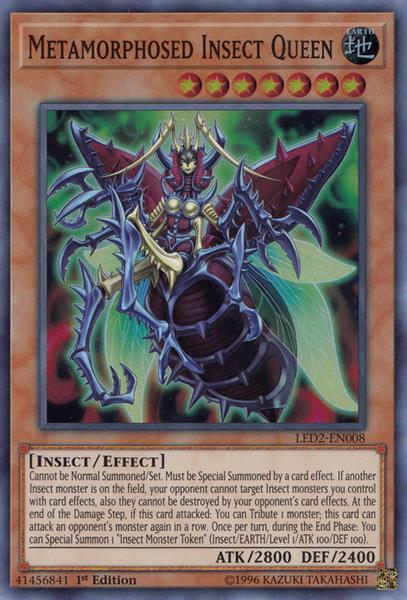 METAMORPHOSED INSECT QUEEN
EARTH
地
LED2-EN008
[INSECT/EFFECT]
Cannot be Normal Summoned/Set. Must be Special Summoned by a card effect. If another
Insect monster is on the field, your opponent cannot target Insect monsters you control
with card effects, also they cannot be destroyed by your opponent's card effects. At the
end of the Damage Step, if this card attacked: You can Tribute 1 monster; this card can
attack an opponent's monster again in a row. Once per turn, during the End Phase: You
can Special Summon 1 "Insect Monster Token" (Insect/EARTH/Level 1/ATK 100/DEF 100).
ATK/2800 DEF/2400
41456841 1st Edition ©1996 KAZUKI TAKAHASHI